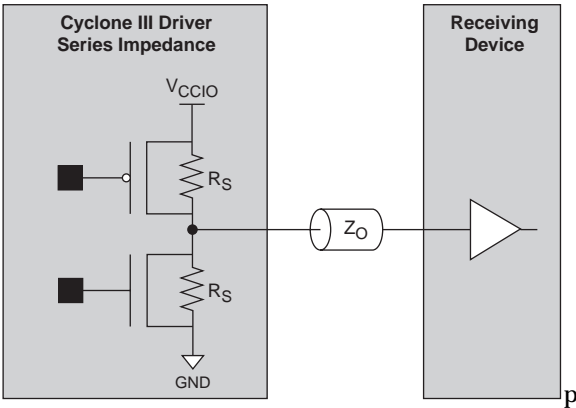 Cyclone III Driver
Series Impedance
Receiving
Device
VCCIO
RS
ZO
RS
GND
p